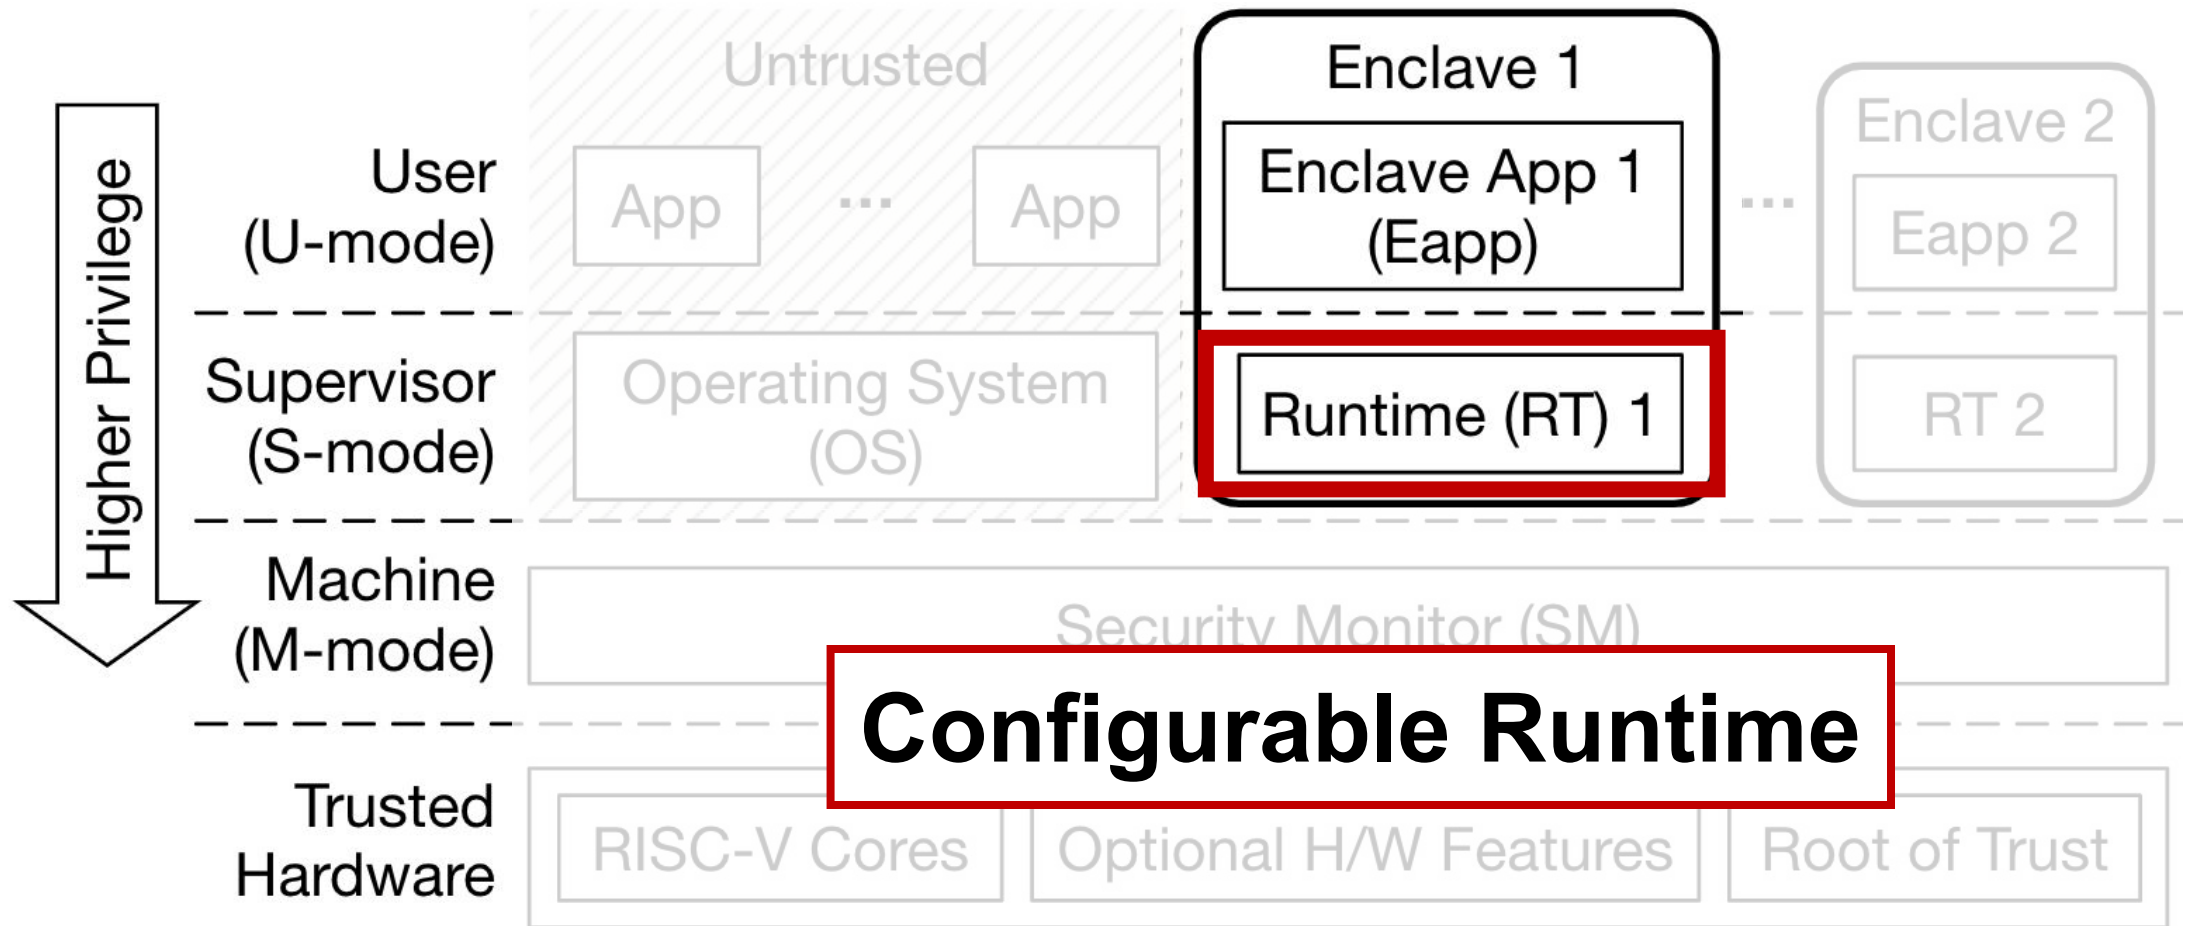 Untrusted
Enclave 1
Enclave 2
Higher Privilege
User
(U-mode)
App
...
App
Enclave App 1
(Eapp)
...
Eapp 2
Supervisor
(S-mode)
Operating System
(OS)
Runtime (RT) 1
RT 2
Machine
(M-mode)
Security Monitor (SM)
Configurable Runtime
Trusted
Hardware
RISC-V Cores
Optional H/W Features
Root of Trust